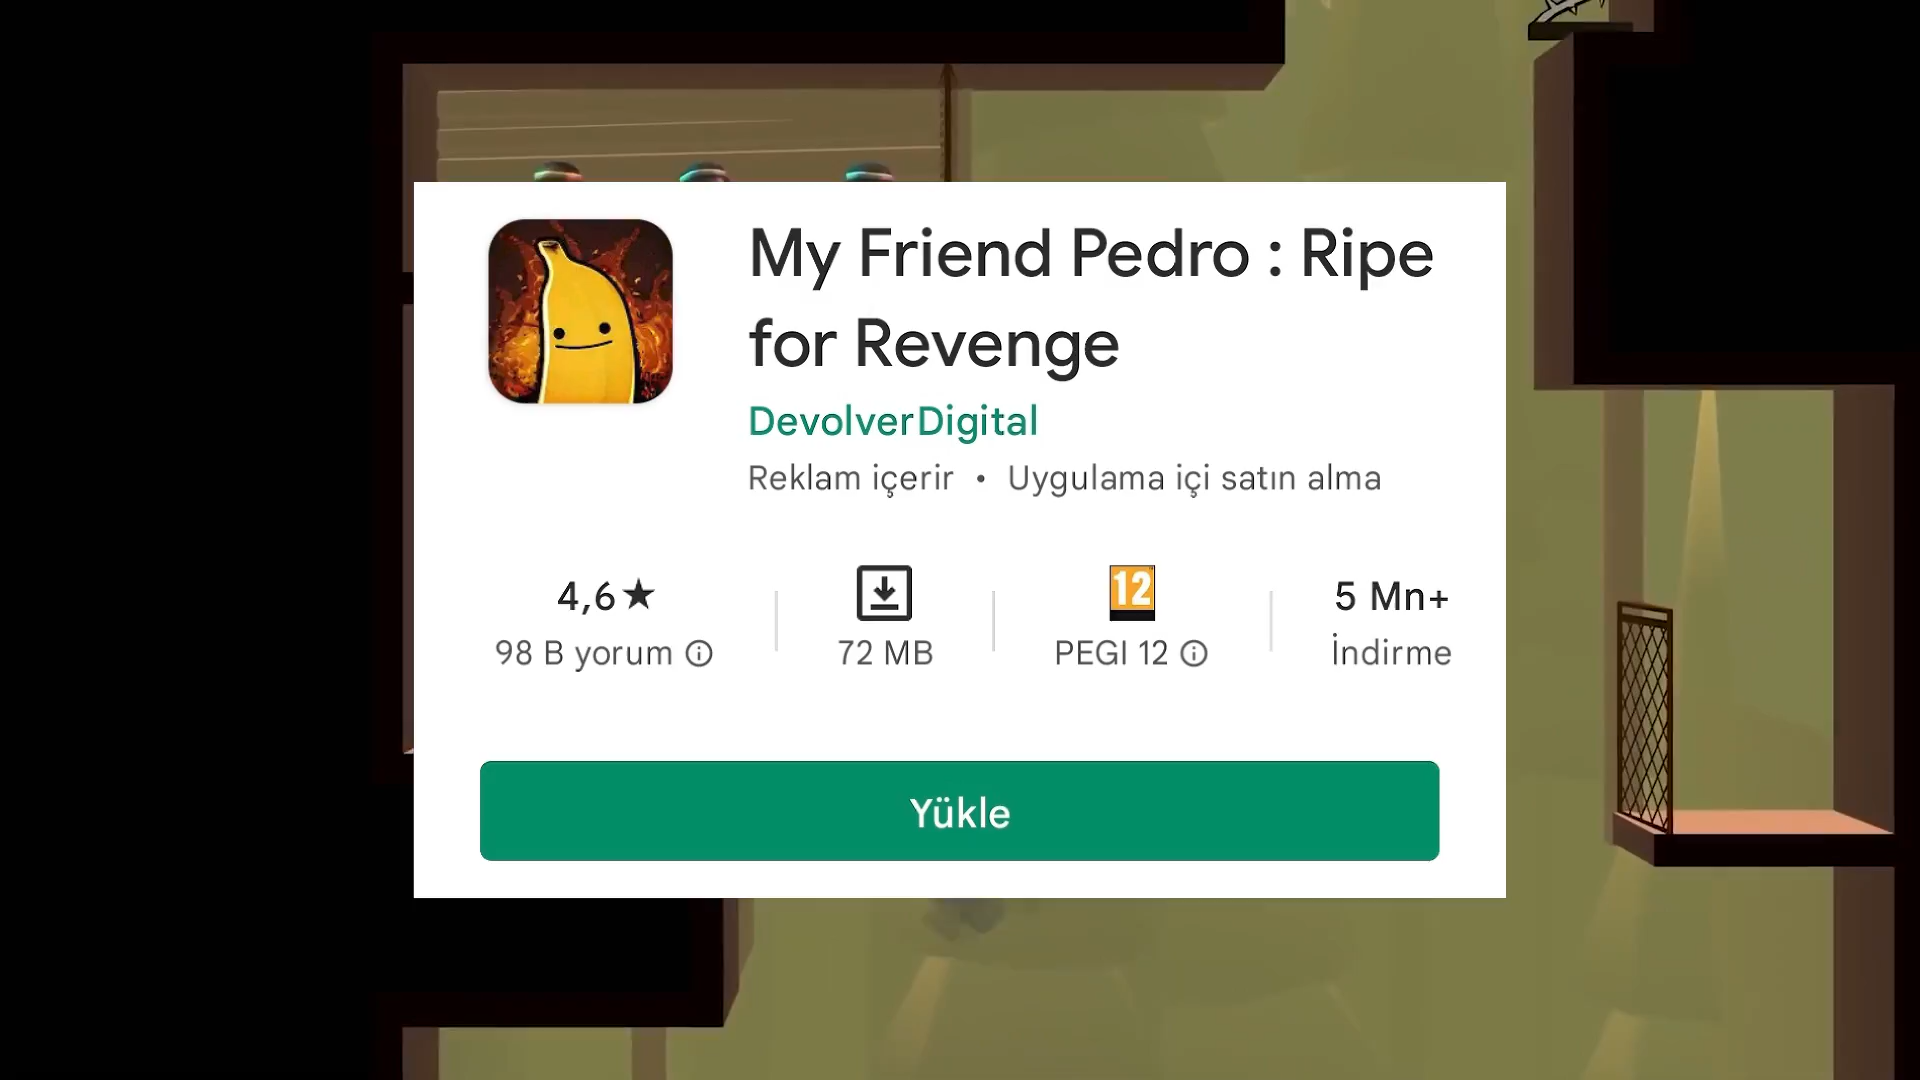 My Friend Pedro : Ripe
for Revenge
DevolverDigital
Reklam içerir • Uygulama içi satın alma
4,6★
98 B yorum
72 MB
12
PEGI 12
5 Mn+
İndirme
Yükle